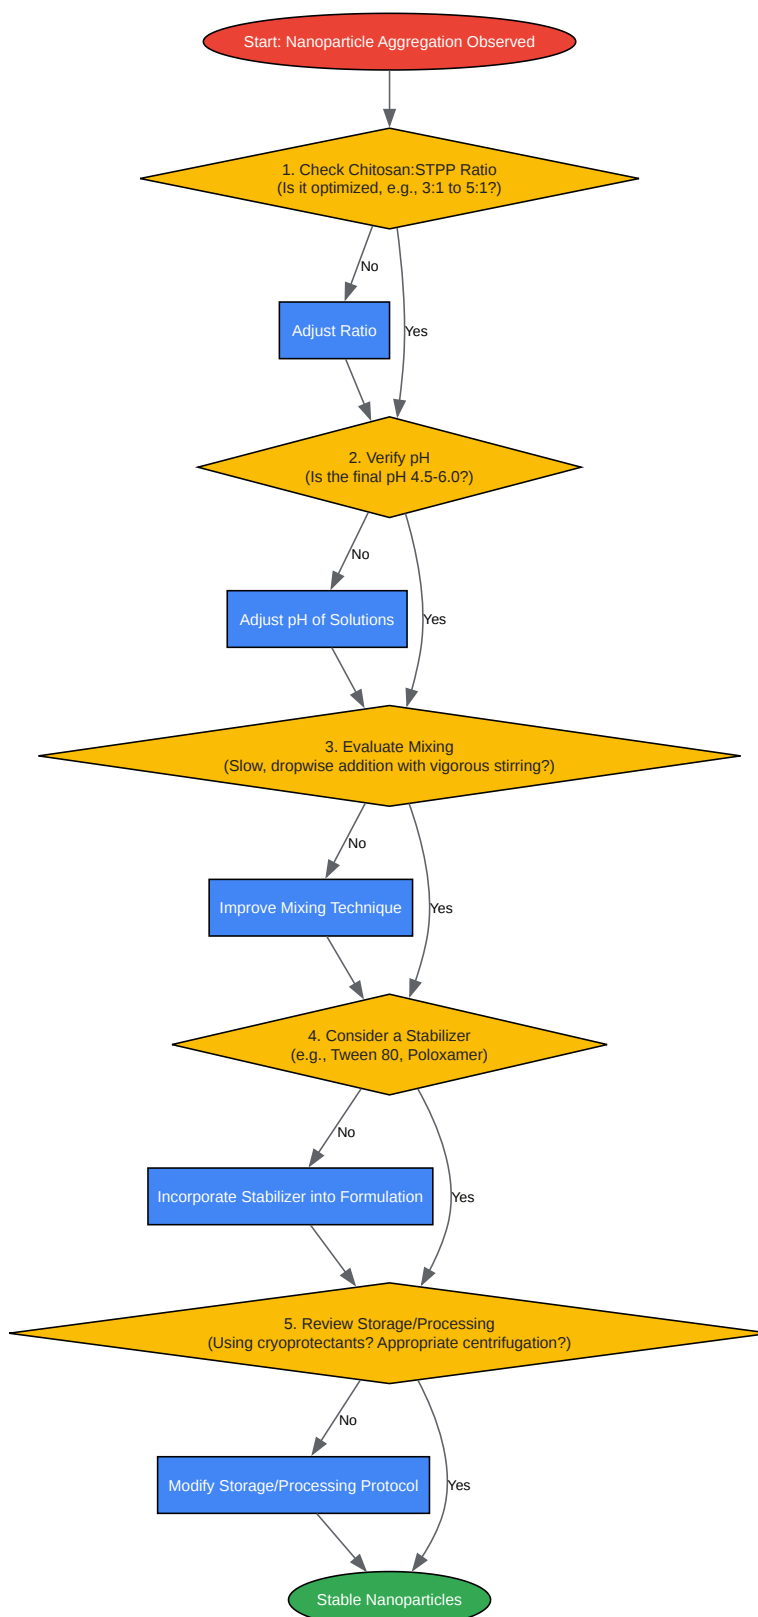 Start: Nanoparticle Aggregation Observed
1. Check Chitosan:STPP Ratio
(Is it optimized, e.g., 3:1 to 5:1?)
No
Adjust Ratio
Yes
2. Verify pH
(Is the final pH 4.5-6.0?)
No
Adjust pH of Solutions
Yes
3. Evaluate Mixing
(Slow, dropwise addition with vigorous stirring?)
No
Improve Mixing Technique
Yes
4. Consider a Stabilizer
(e.g., Tween 80, Poloxamer)
No
Incorporate Stabilizer into Formulation
Yes
5. Review Storage/Processing
(Using cryoprotectants? Appropriate centrifugation?)
No
Modify Storage/Processing Protocol
Yes
Stable Nanoparticles